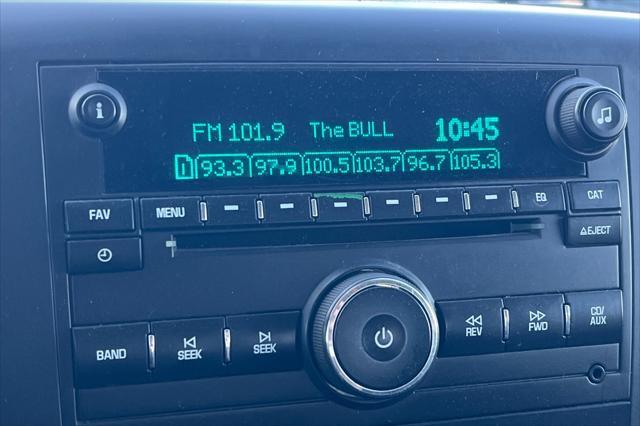 FM 101.9 The BULL 10:45
1 93.3 97.9 100.5 103.7 96.7 105.3
FAV MENU EQ CAT
EJECT
BAND SEEK SEEK REV FWD CD/
AUX